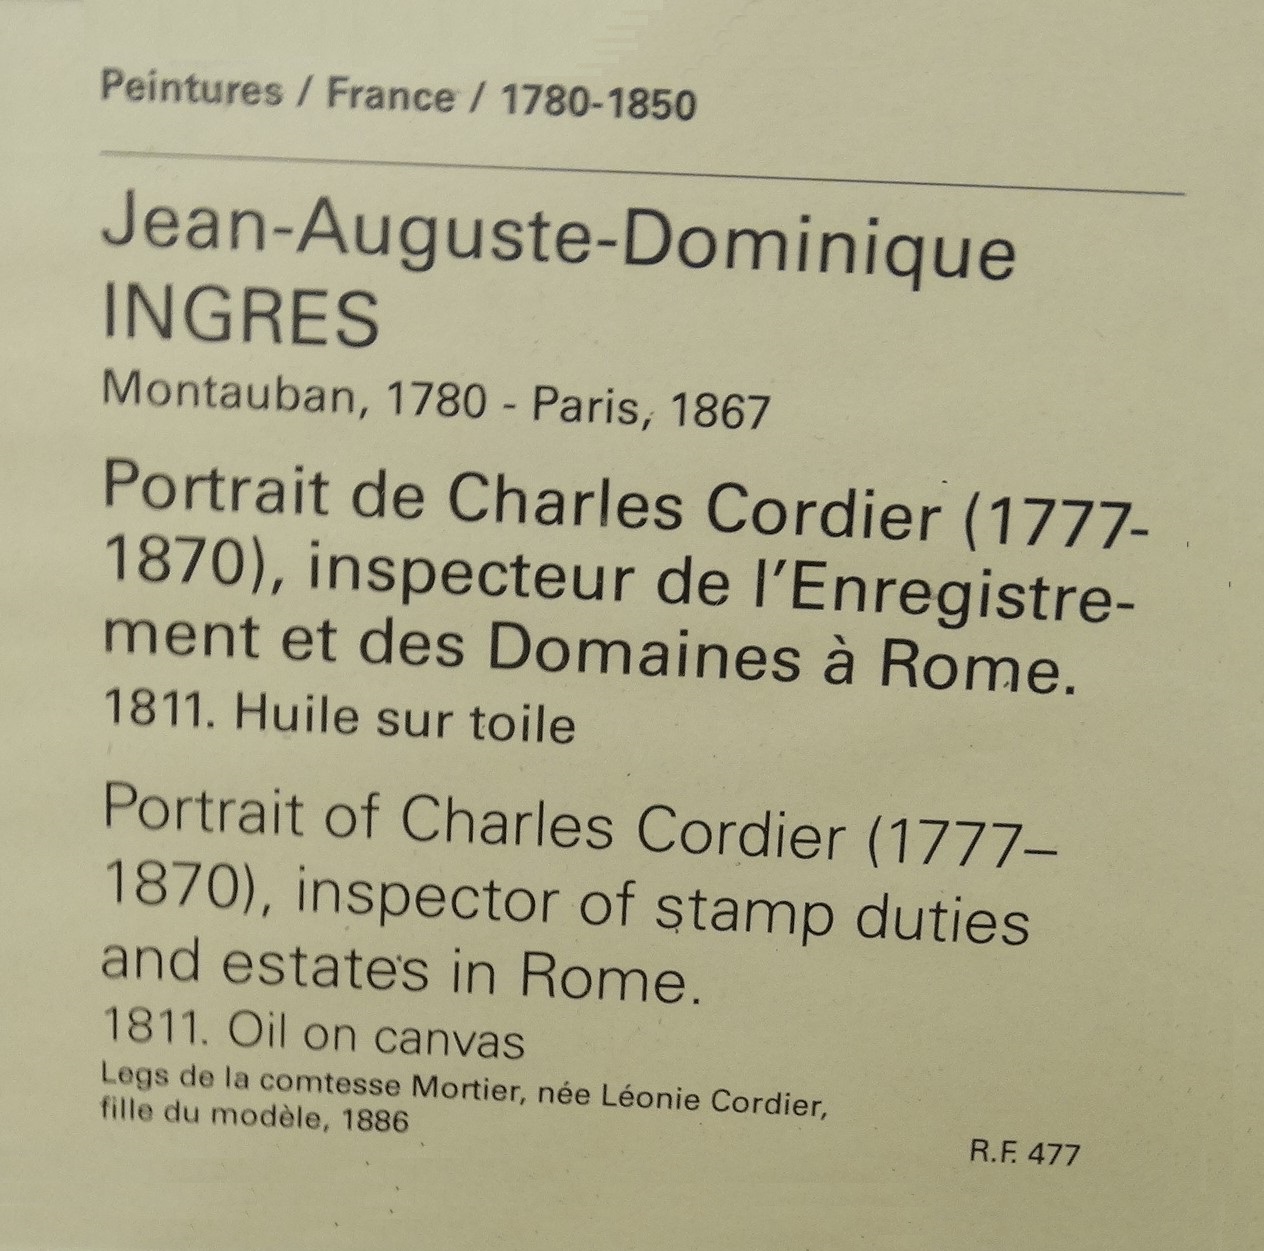 Peintures / France / 1780-1850
Jean-Auguste-Dominique
INGRES
Montauban, 1780 - Paris, 1867
Portrait de Charles Cordier (1777-
1870), inspecteur de l'Enregistre-
ment et des Domaines à Rome.
1811. Huile sur toile
Portrait of Charles Cordier (1777–
1870), inspector of stamp duties
and estates in Rome.
1811. Oil on canvas
Legs de la comtesse Mortier, née Léonie Cordier,
fille du modèle, 1886
R.F. 477